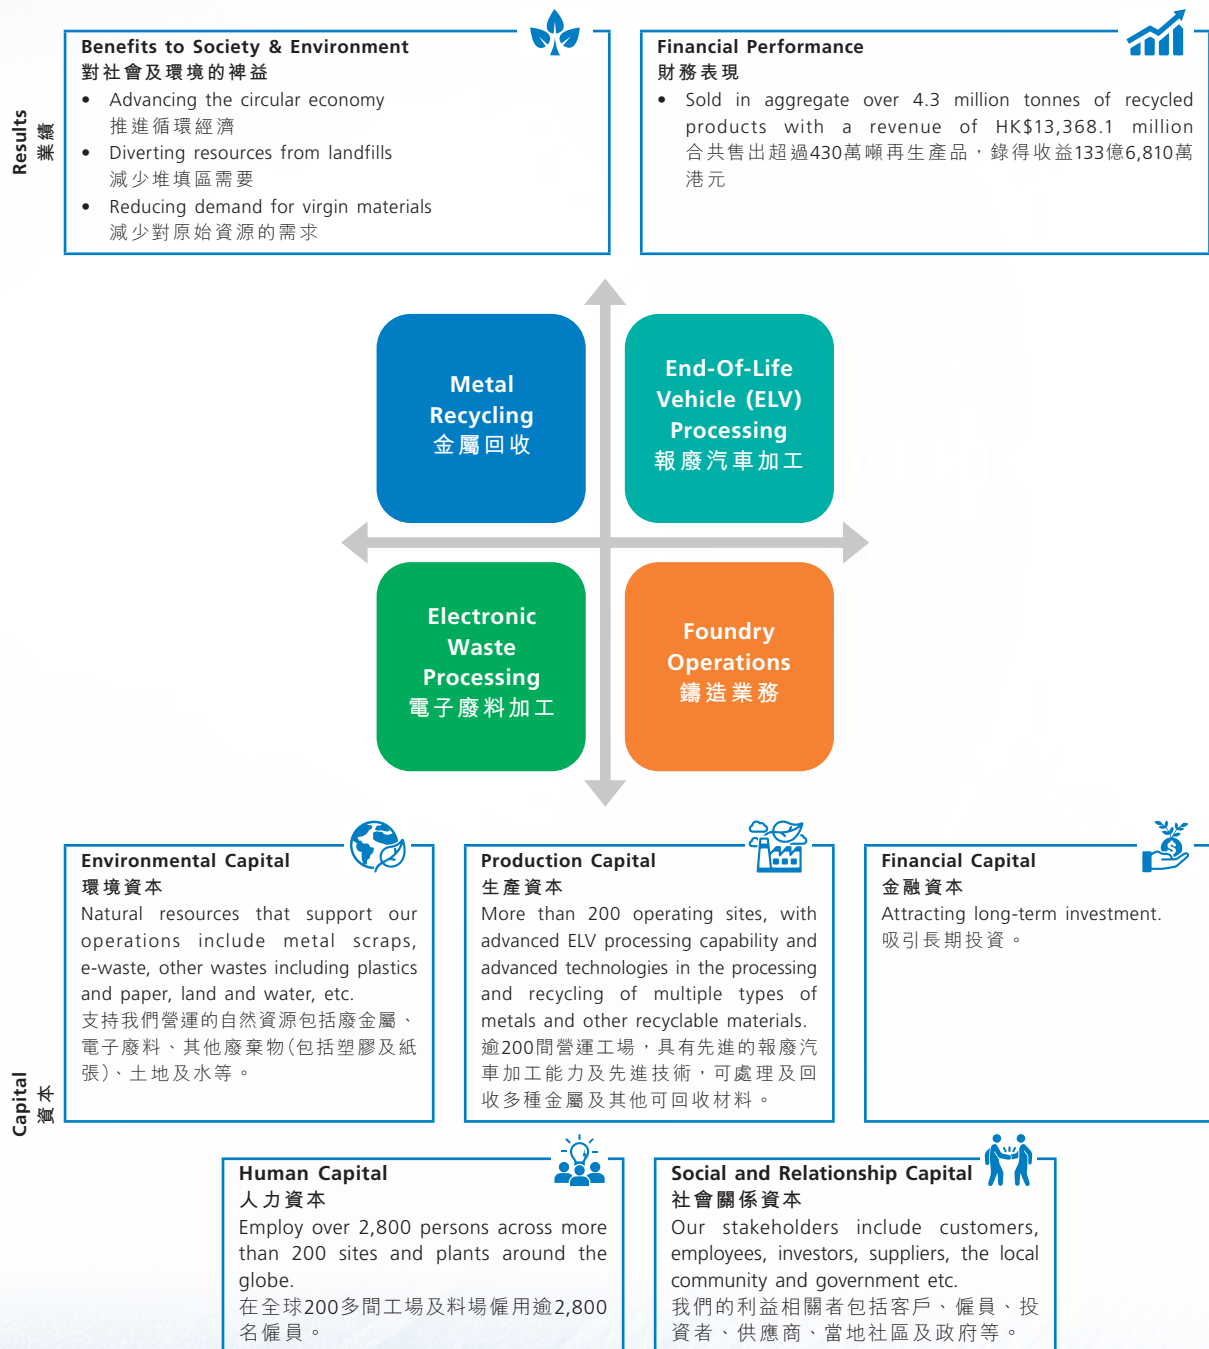 Results
業績
Benefits to Society & Environment
對社會及環境的裨益
• Advancing the circular economy
推進循環經濟
• Diverting resources from landfills
減少堆填區需要
• Reducing demand for virgin materials
減少對原始資源的需求
Financial Performance
財務表現
• Sold in aggregate over 4.3 million tonnes of recycled
products with a revenue of HK$13,368.1 million
合共售出超過430萬噸再生產品，錄得收益133億6,810萬
港元
Metal
Recycling
金屬回收
End-Of-Life
Vehicle (ELV)
Processing
報廢汽車加工
Electronic
Waste
Processing
電子廢料加工
Foundry
Operations
鑄造業務
Capital
資本
Environmental Capital
環境資本
Natural resources that support our
operations include metal scraps,
e-waste, other wastes including plastics
and paper, land and water, etc.
支持我們營運的自然資源包括廢金屬、
電子廢料、其他廢棄物(包括塑膠及紙
張)、土地及水等。
Production Capital
生產資本
More than 200 operating sites, with
advanced ELV processing capability and
advanced technologies in the processing
and recycling of multiple types of
metals and other recyclable materials.
逾200間營運工場，具有先進的報廢汽
車加工能力及先進技術，可處理及回
收多種金屬及其他可回收材料。
Financial Capital
金融資本
Attracting long-term investment.
吸引長期投資。
Human Capital
人力資本
Employ over 2,800 persons across more
than 200 sites and plants around the
globe.
在全球200多間工場及料場僱用逾2,800
名僱員。
Social and Relationship Capital
社會關係資本
Our stakeholders include customers,
employees, investors, suppliers, the local
community and government etc.
我們的利益相關者包括客戶、僱員、投
資者、供應商、當地社區及政府等。